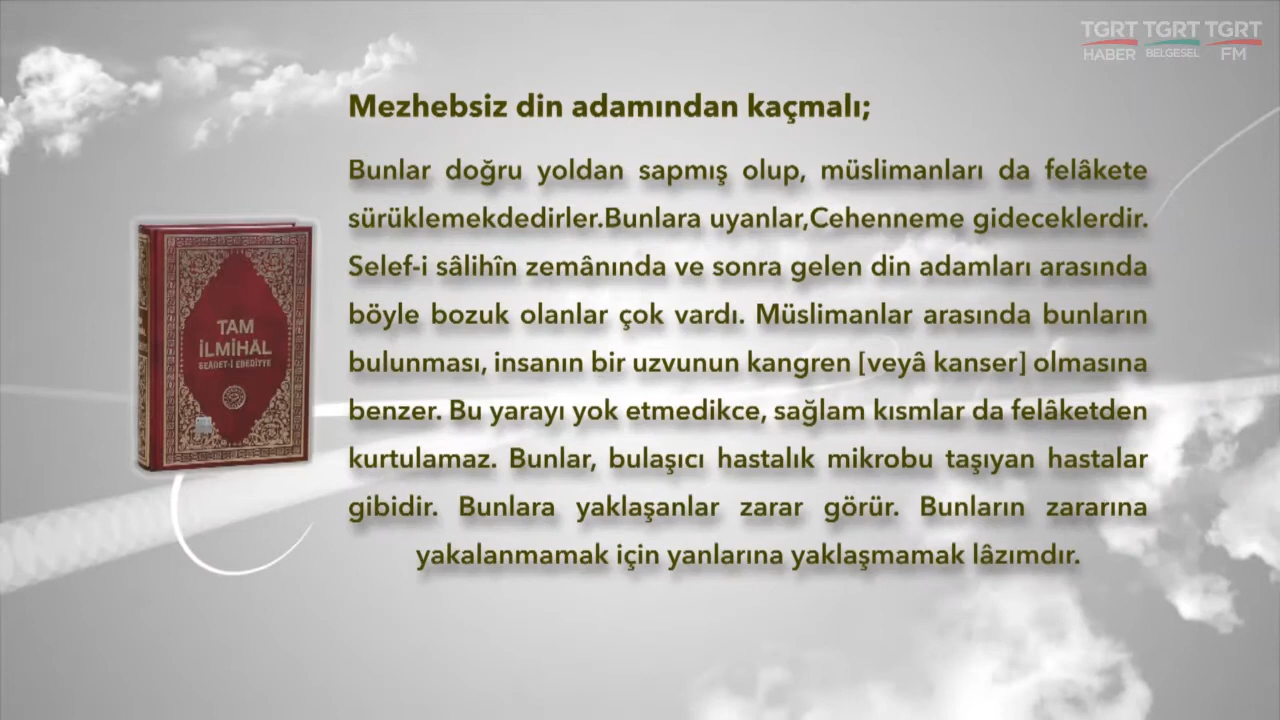 TGRT TGRT TGRT
HABER BELGESEL FM
Mezhebsiz din adamından kaçmalı;
Bunlar doğru yoldan sapmış olup, müslimanları da felâkete
sürüklemekdedirler.Bunlara uyanlar,Cehenneme gideceklerdir.
Selef-i sâlihîn zemânında ve sonra gelen din adamları arasında
böyle bozuk olanlar çok vardı. Müslimanlar arasında bunların
bulunması, insanın bir uzvunun kangren [veyâ kanser] olmasına
benzer. Bu yarayı yok etmedikce, sağlam kısmlar da felâketden
kurtulamaz. Bunlar, bulaşıcı hastalık mikrobu taşıyan hastalar
gibidir. Bunlara yaklaşanlar zarar görür. Bunların zararına
yakalanmamak için yanlarına yaklaşmamak lâzımdır.
TAM
İLMİHÂL
SEÂDET-İ EBEDİYYE